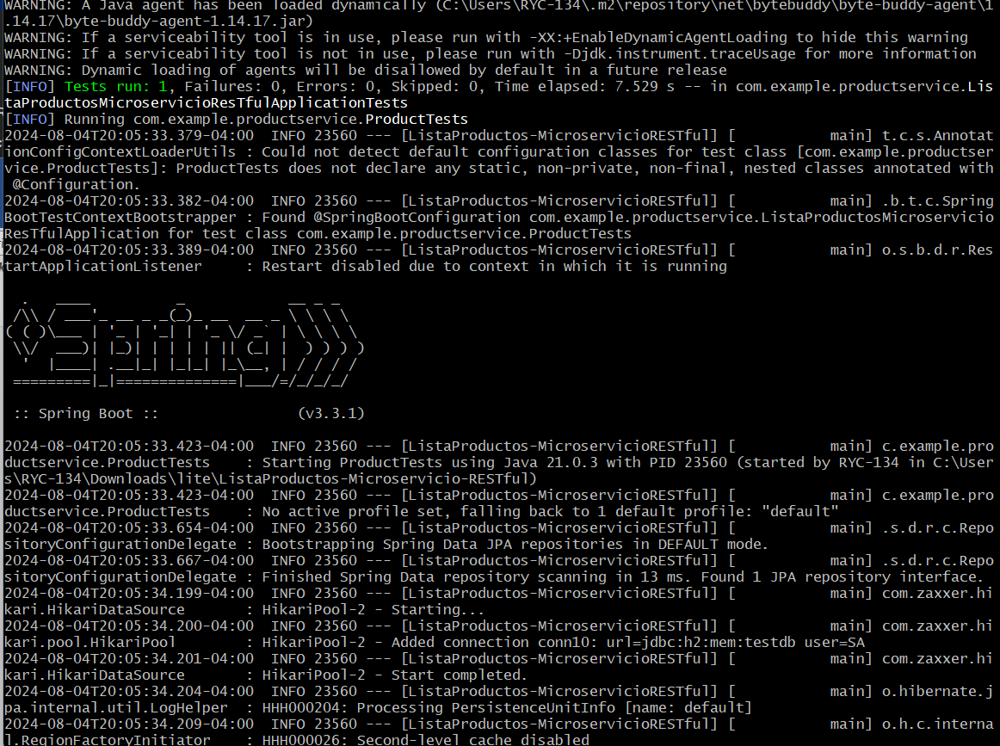 WARNING: A Java agent has been loaded dynamically (C:\Users\RYC-134\.m2\repository\net\bytebuddy\byte-buddy-agent\1
.14.17\byte-buddy-agent-1.14.17.jar)
WARNING: If a serviceability tool is in use, please run with -XX:+EnableDynamicAgentLoading to hide this warning
WARNING: If a serviceability tool is not in use, please run with -Djdk.instrument.traceUsage for more information
WARNING: Dynamic loading of agents will be disallowed by default in a future release
[INFO] Tests run: 1, Failures: 0, Errors: 0, Skipped: 0, Time elapsed: 7.529 s -- in com.example.productservice.Lis
taProductosMicroservicioResTfulApplicationTests
[INFO] Running com.example.productservice.ProductTests
2024-08-04T20:05:33.379-04:00  INFO 23560 --- [ListaProductos-MicroservicioRESTful] [           main] t.c.s.Annotat
ionConfigContextLoaderUtils : Could not detect default configuration classes for test class [com.example.productser
vice.ProductTests]: ProductTests does not declare any static, non-private, non-final, nested classes annotated with
 @Configuration.
2024-08-04T20:05:33.382-04:00  INFO 23560 --- [ListaProductos-MicroservicioRESTful] [           main] .b.t.c.Spring
BootTestContextBootstrapper : Found @SpringBootConfiguration com.example.productservice.ListaProductosMicroservicio
ResTfulApplication for test class com.example.productservice.ProductTests
2024-08-04T20:05:33.389-04:00  INFO 23560 --- [ListaProductos-MicroservicioRESTful] [           main] o.s.b.d.r.Res
tartApplicationListener     : Restart disabled due to context in which it is running
  .   ____          _            __ _ _
 /\\ / ___'_ __ _ _(_)_ __  __ _ \ \ \ \
( ( )\___ | '_ | '_| | '_ \/ _` | \ \ \ \
 \\/  ___)| |_)| | | | | || (_| |  ) ) ) )
  '  |____| .__|_| |_|_| |_\__, | / / / /
 =========|_|==============|___/=/_/_/_/
 :: Spring Boot ::                (v3.3.1)
2024-08-04T20:05:33.423-04:00  INFO 23560 --- [ListaProductos-MicroservicioRESTful] [           main] c.example.pro
ductservice.ProductTests    : Starting ProductTests using Java 21.0.3 with PID 23560 (started by RYC-134 in C:\User
s\RYC-134\Downloads\lite\ListaProductos-Microservicio-RESTful)
2024-08-04T20:05:33.423-04:00  INFO 23560 --- [ListaProductos-MicroservicioRESTful] [           main] c.example.pro
ductservice.ProductTests    : No active profile set, falling back to 1 default profile: "default"
2024-08-04T20:05:33.654-04:00  INFO 23560 --- [ListaProductos-MicroservicioRESTful] [           main] .s.d.r.c.Repo
sitoryConfigurationDelegate : Bootstrapping Spring Data JPA repositories in DEFAULT mode.
2024-08-04T20:05:33.667-04:00  INFO 23560 --- [ListaProductos-MicroservicioRESTful] [           main] .s.d.r.c.Repo
sitoryConfigurationDelegate : Finished Spring Data repository scanning in 13 ms. Found 1 JPA repository interface.
2024-08-04T20:05:34.199-04:00  INFO 23560 --- [ListaProductos-MicroservicioRESTful] [           main] com.zaxxer.hi
kari.HikariDataSource       : HikariPool-2 - Starting...
2024-08-04T20:05:34.200-04:00  INFO 23560 --- [ListaProductos-MicroservicioRESTful] [           main] com.zaxxer.hi
kari.pool.HikariPool        : HikariPool-2 - Added connection conn10: url=jdbc:h2:mem:testdb user=SA
2024-08-04T20:05:34.201-04:00  INFO 23560 --- [ListaProductos-MicroservicioRESTful] [           main] com.zaxxer.hi
kari.HikariDataSource       : HikariPool-2 - Start completed.
2024-08-04T20:05:34.204-04:00  INFO 23560 --- [ListaProductos-MicroservicioRESTful] [           main] o.hibernate.j
pa.internal.util.LogHelper  : HHH000204: Processing PersistenceUnitInfo [name: default]
2024-08-04T20:05:34.209-04:00  INFO 23560 --- [ListaProductos-MicroservicioRESTful] [           main] o.h.c.interna
l.RegionFactoryInitiator    : HHH000026: Second-level cache disabled